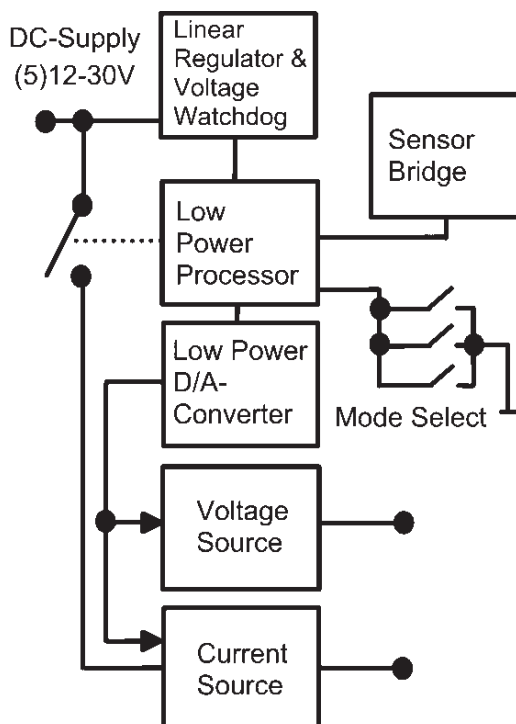 DC-Supply
(5)12-30V
Linear
Regulator &
Voltage
Watchdog
Sensor
Bridge
Low
Power
Processor
Low Power
D/A-
Converter
Mode Select
Voltage
Source
Current
Source